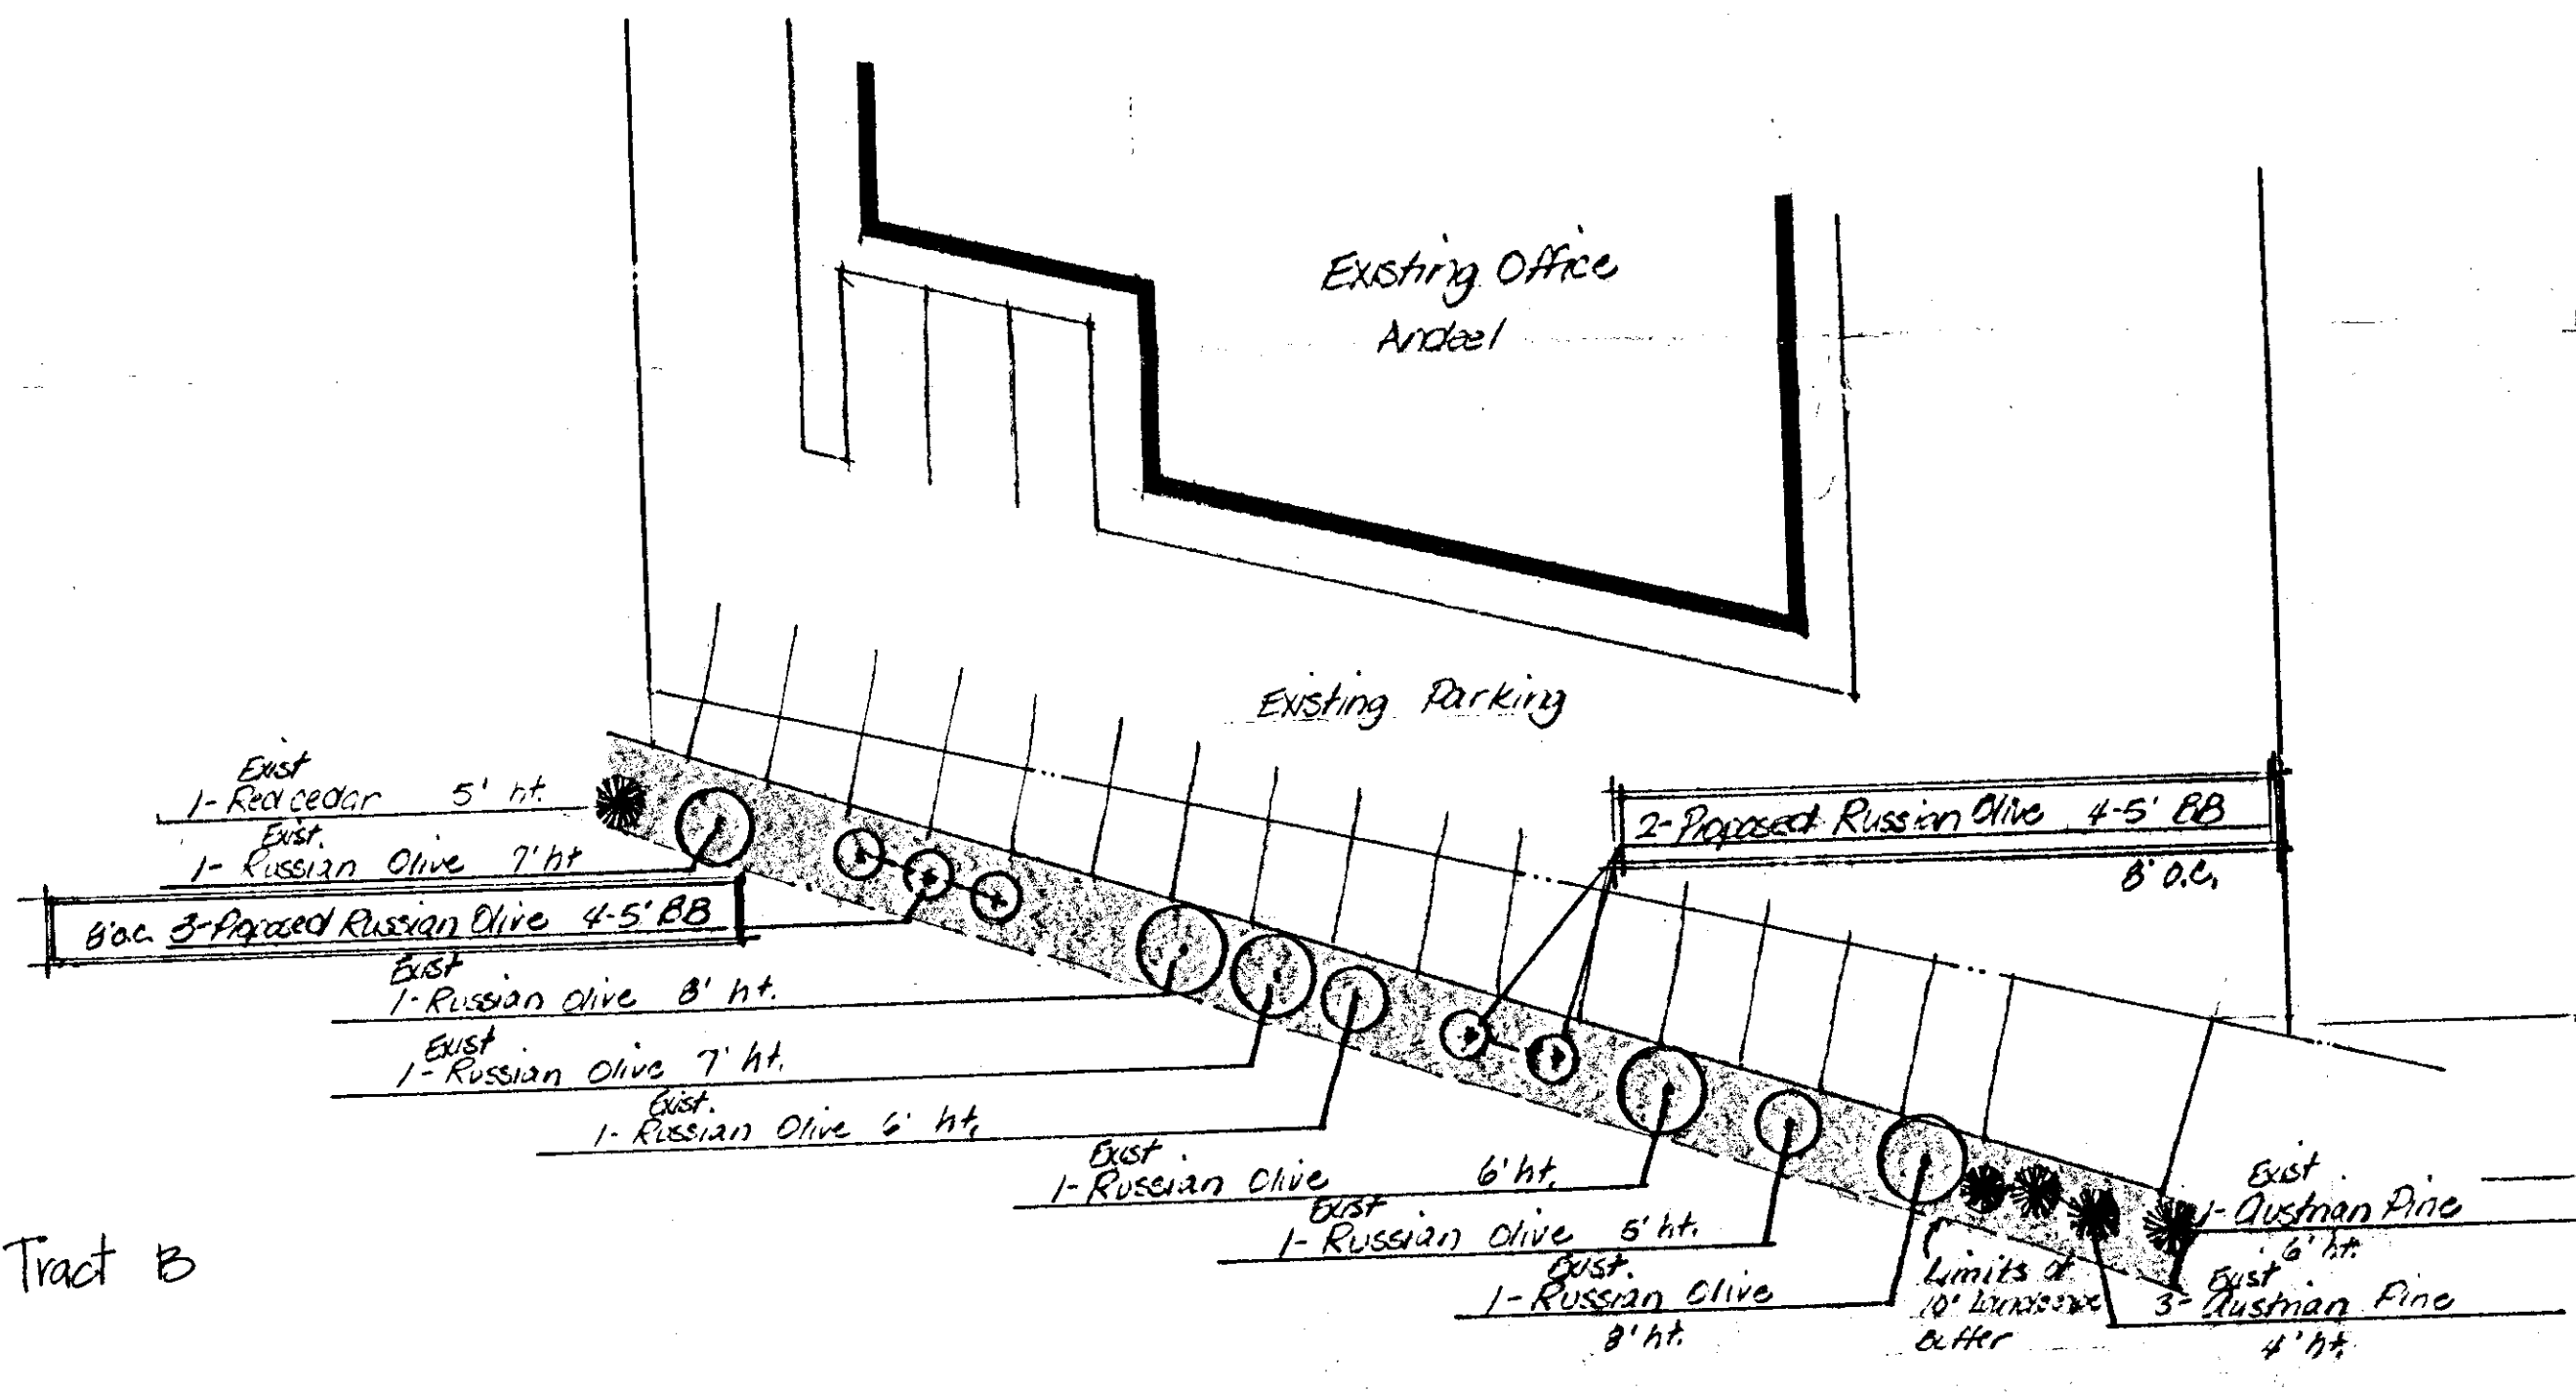 Existing Office
Andeel
Existing Parking
Exist
1- Redcedar 5' ht.
Exist.
1- Russian Olive 7' ht
8' o.c. 3-Proposed Russian Olive 4-5' BB
2- Proposed Russian Olive 4-5' BB
8' O.C.
Exist
1- Russian Olive 8' ht.
Exist
1- Russian Olive 7' ht.
Exist.
1- Russian Olive 6' ht.
Exist.
1- Russian Olive 6' ht.
Exist
1- Russian Olive 5' ht.
Exist.
1- Russian Olive
8' ht.
Limits of
10' Landscape
Buffer
Exist
1- Austrian Pine
6' ht.
Exist
3- Austrian Pine
4' ht.
Tract B